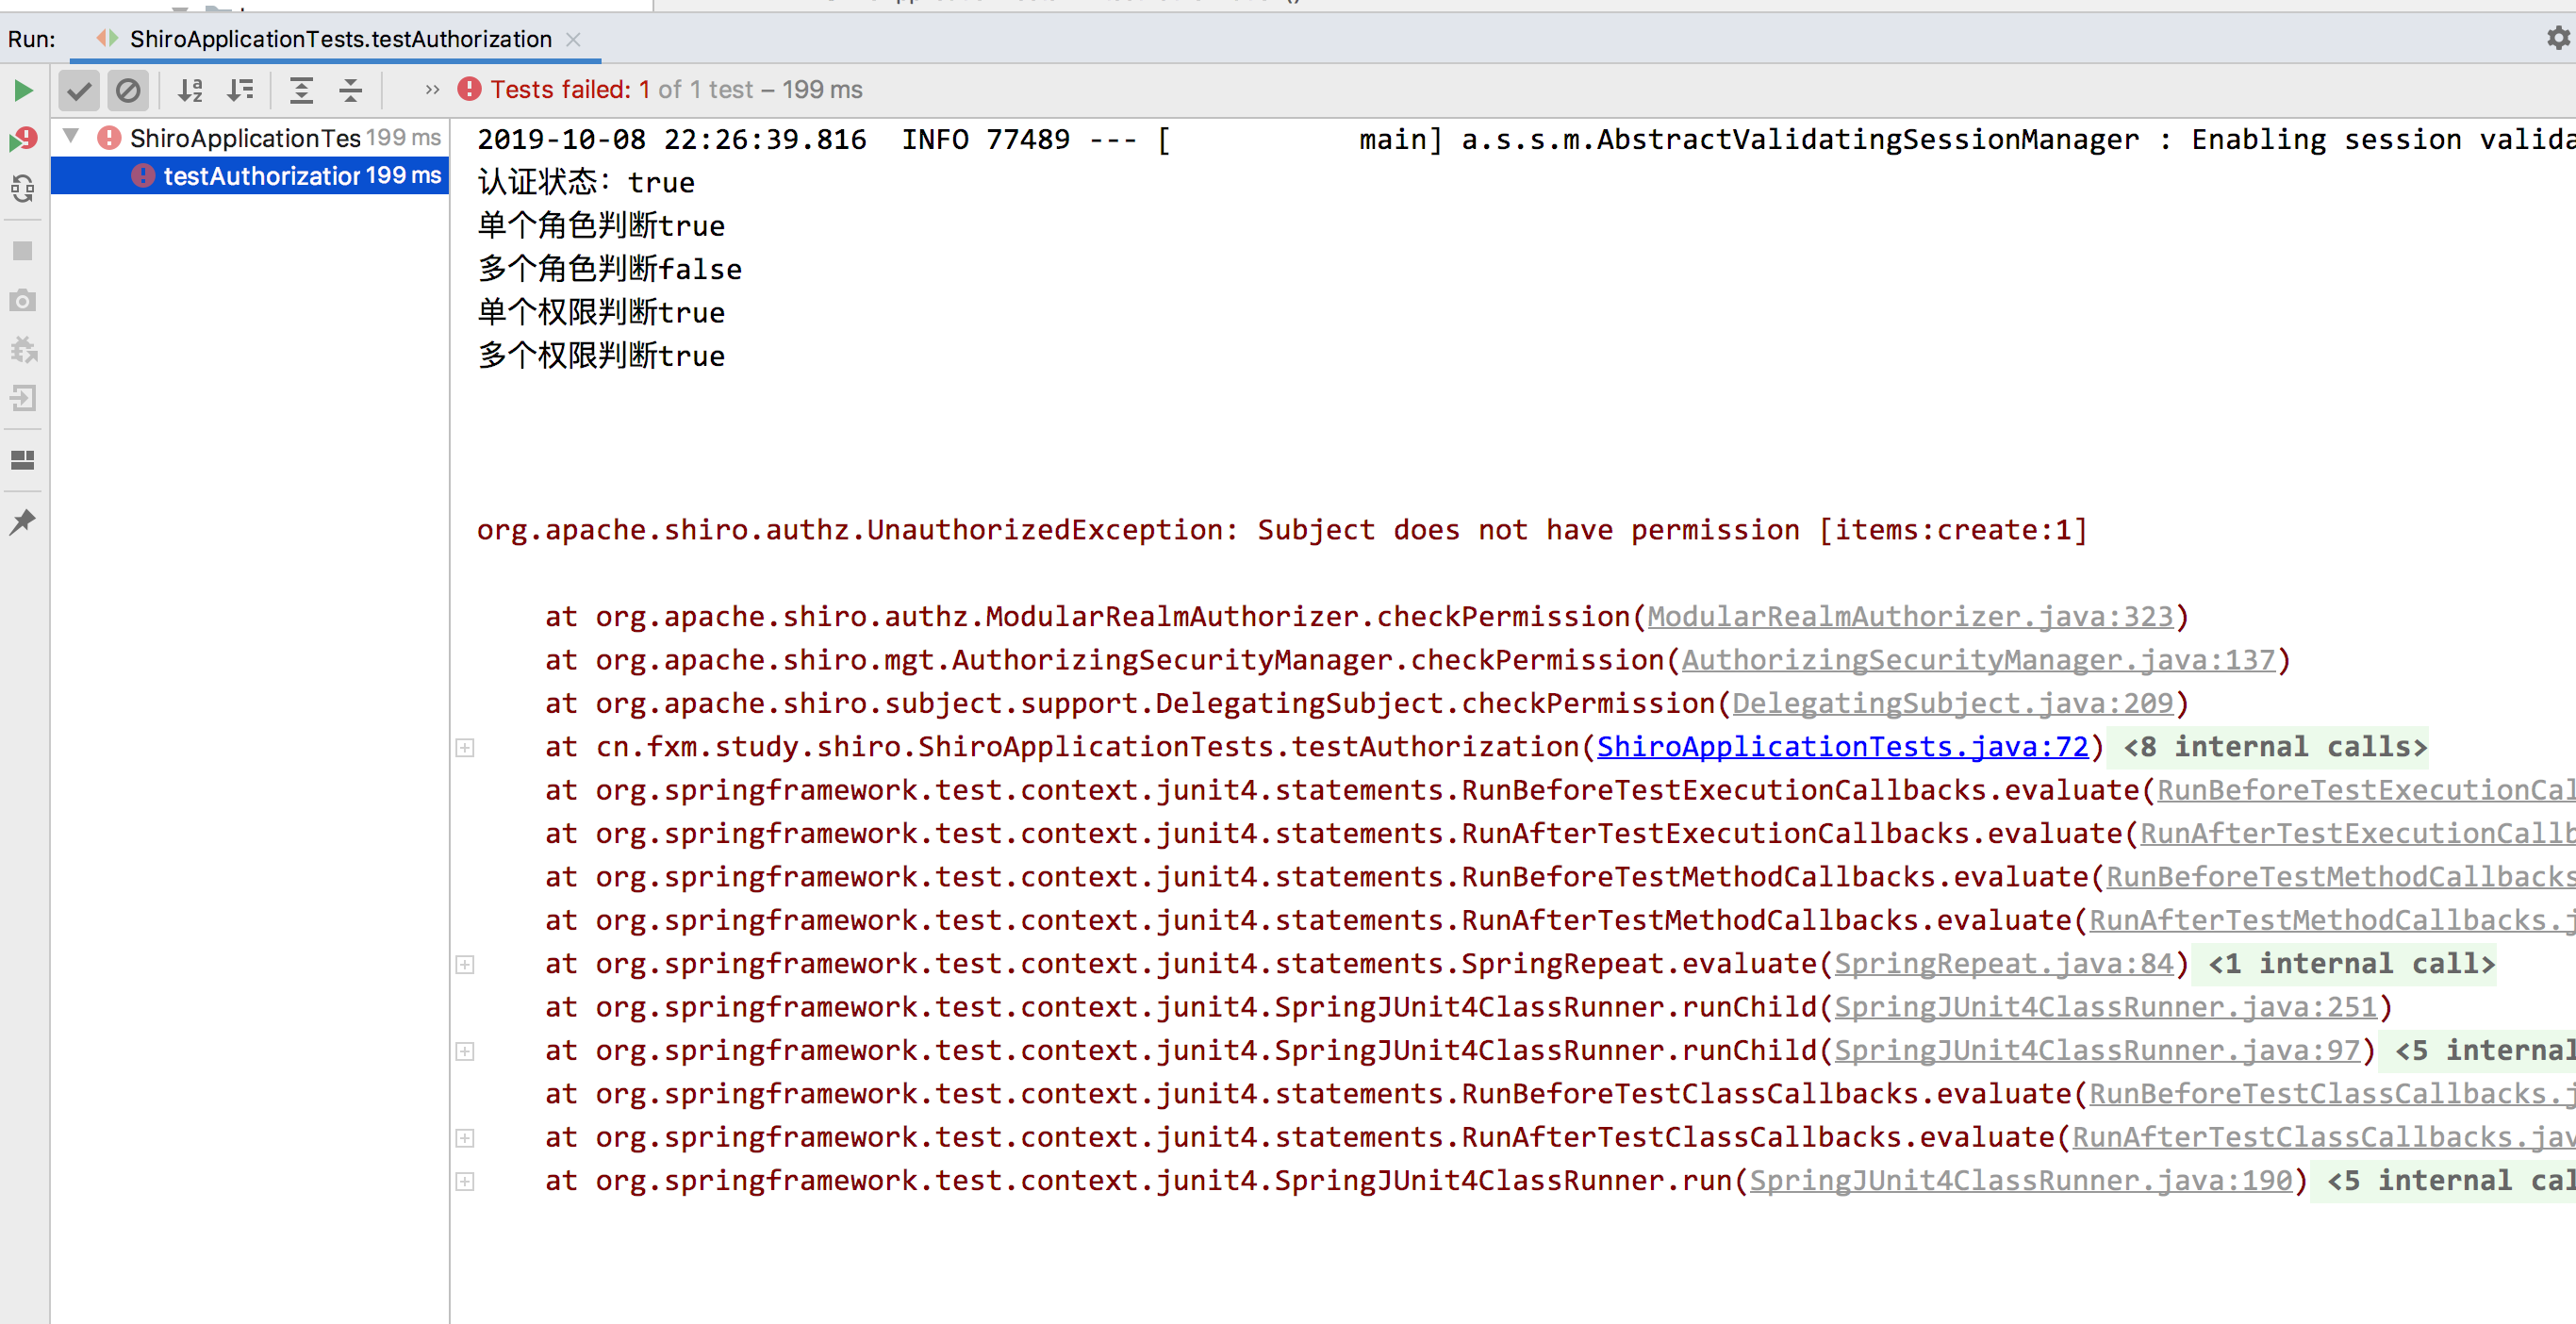 Run: ShiroApplicationTests.testAuthorization
Tests failed: 1 of 1 test – 199 ms
ShiroApplicationTes 199 ms
testAuthorization 199 ms
2019-10-08 22:26:39.816  INFO 77489 --- [           main] a.s.s.m.AbstractValidatingSessionManager : Enabling session valida
认证状态：true
单个角色判断true
多个角色判断false
单个权限判断true
多个权限判断true
org.apache.shiro.authz.UnauthorizedException: Subject does not have permission [items:create:1]
at org.apache.shiro.authz.ModularRealmAuthorizer.checkPermission(ModularRealmAuthorizer.java:323)
at org.apache.shiro.mgt.AuthorizingSecurityManager.checkPermission(AuthorizingSecurityManager.java:137)
at org.apache.shiro.subject.support.DelegatingSubject.checkPermission(DelegatingSubject.java:209)
at cn.fxm.study.shiro.ShiroApplicationTests.testAuthorization(ShiroApplicationTests.java:72) <8 internal calls>
at org.springframework.test.context.junit4.statements.RunBeforeTestExecutionCallbacks.evaluate(RunBeforeTestExecutionCal
at org.springframework.test.context.junit4.statements.RunAfterTestExecutionCallbacks.evaluate(RunAfterTestExecutionCallb
at org.springframework.test.context.junit4.statements.RunBeforeTestMethodCallbacks.evaluate(RunBeforeTestMethodCallbacks
at org.springframework.test.context.junit4.statements.RunAfterTestMethodCallbacks.evaluate(RunAfterTestMethodCallbacks.j
at org.springframework.test.context.junit4.statements.SpringRepeat.evaluate(SpringRepeat.java:84) <1 internal call>
at org.springframework.test.context.junit4.SpringJUnit4ClassRunner.runChild(SpringJUnit4ClassRunner.java:251)
at org.springframework.test.context.junit4.SpringJUnit4ClassRunner.runChild(SpringJUnit4ClassRunner.java:97) <5 internal
at org.springframework.test.context.junit4.statements.RunBeforeTestClassCallbacks.evaluate(RunBeforeTestClassCallbacks.j
at org.springframework.test.context.junit4.statements.RunAfterTestClassCallbacks.evaluate(RunAfterTestClassCallbacks.jav
at org.springframework.test.context.junit4.SpringJUnit4ClassRunner.run(SpringJUnit4ClassRunner.java:190) <5 internal cal